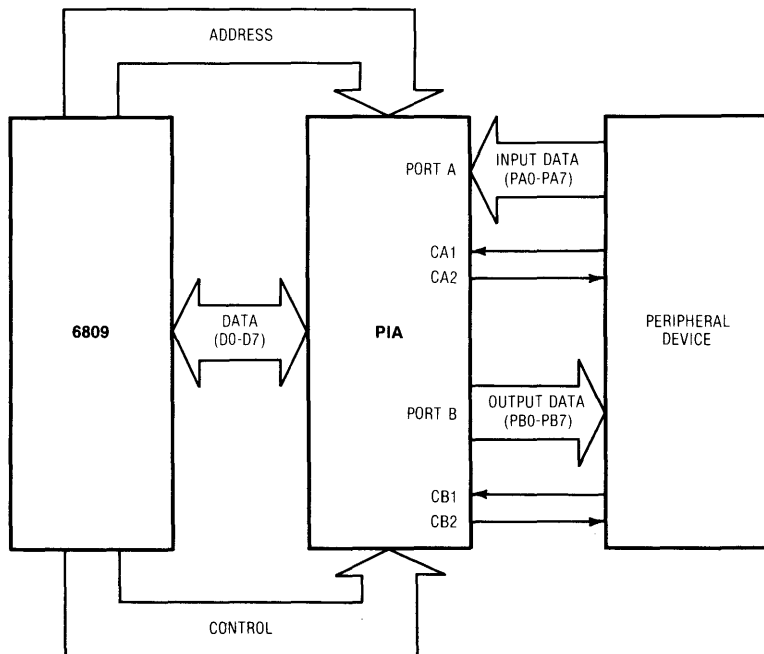 ADDRESS
PORT A
INPUT DATA
(PA0-PA7)
CA1
CA2
6809
DATA
(D0-D7)
PIA
PERIPHERAL
DEVICE
PORT B
OUTPUT DATA
(PB0-PB7)
CB1
CB2
CONTROL